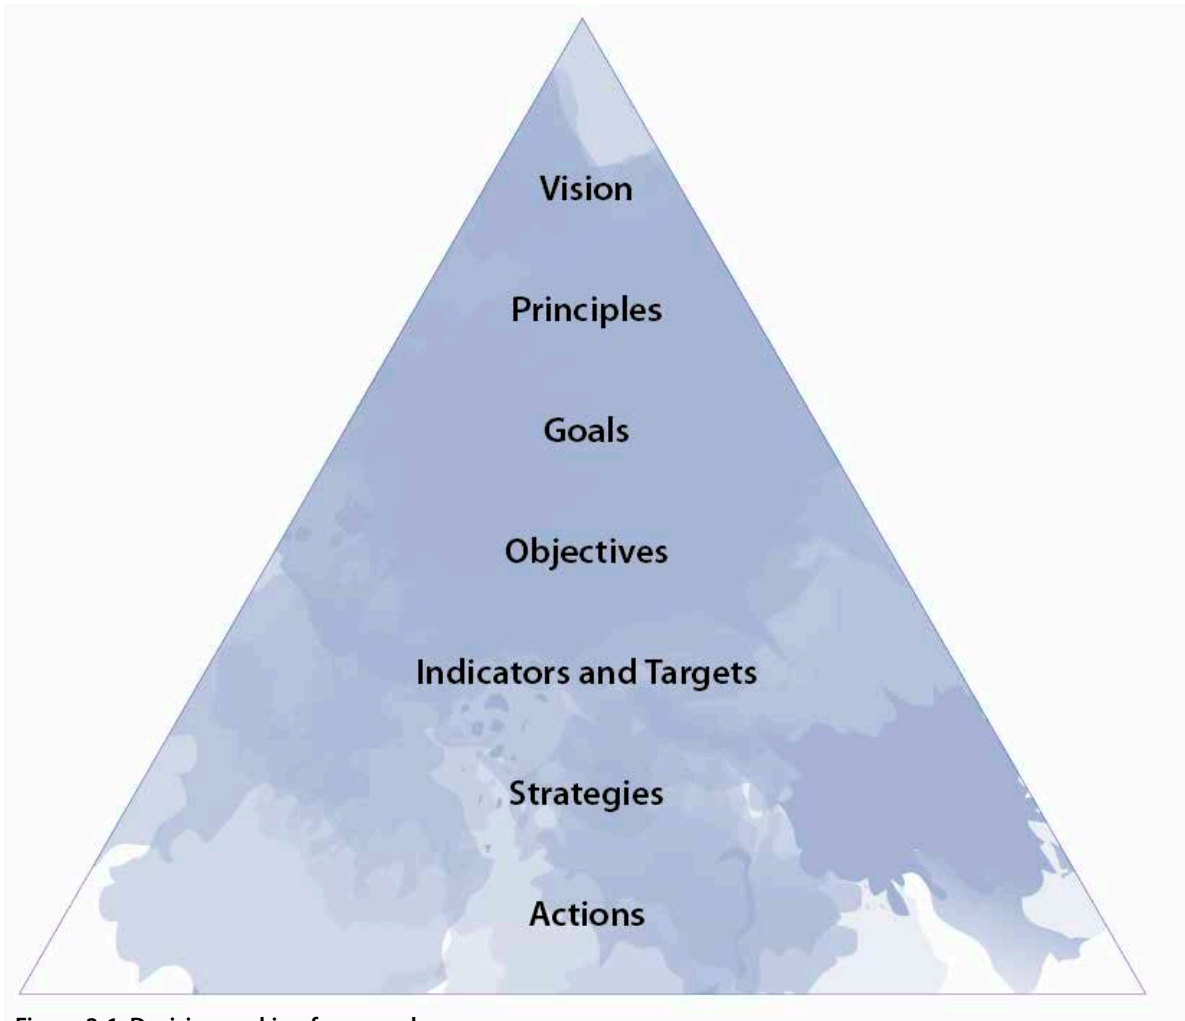 Vision
Principles
Goals
Objectives
Indicators and Targets
Strategies
Actions